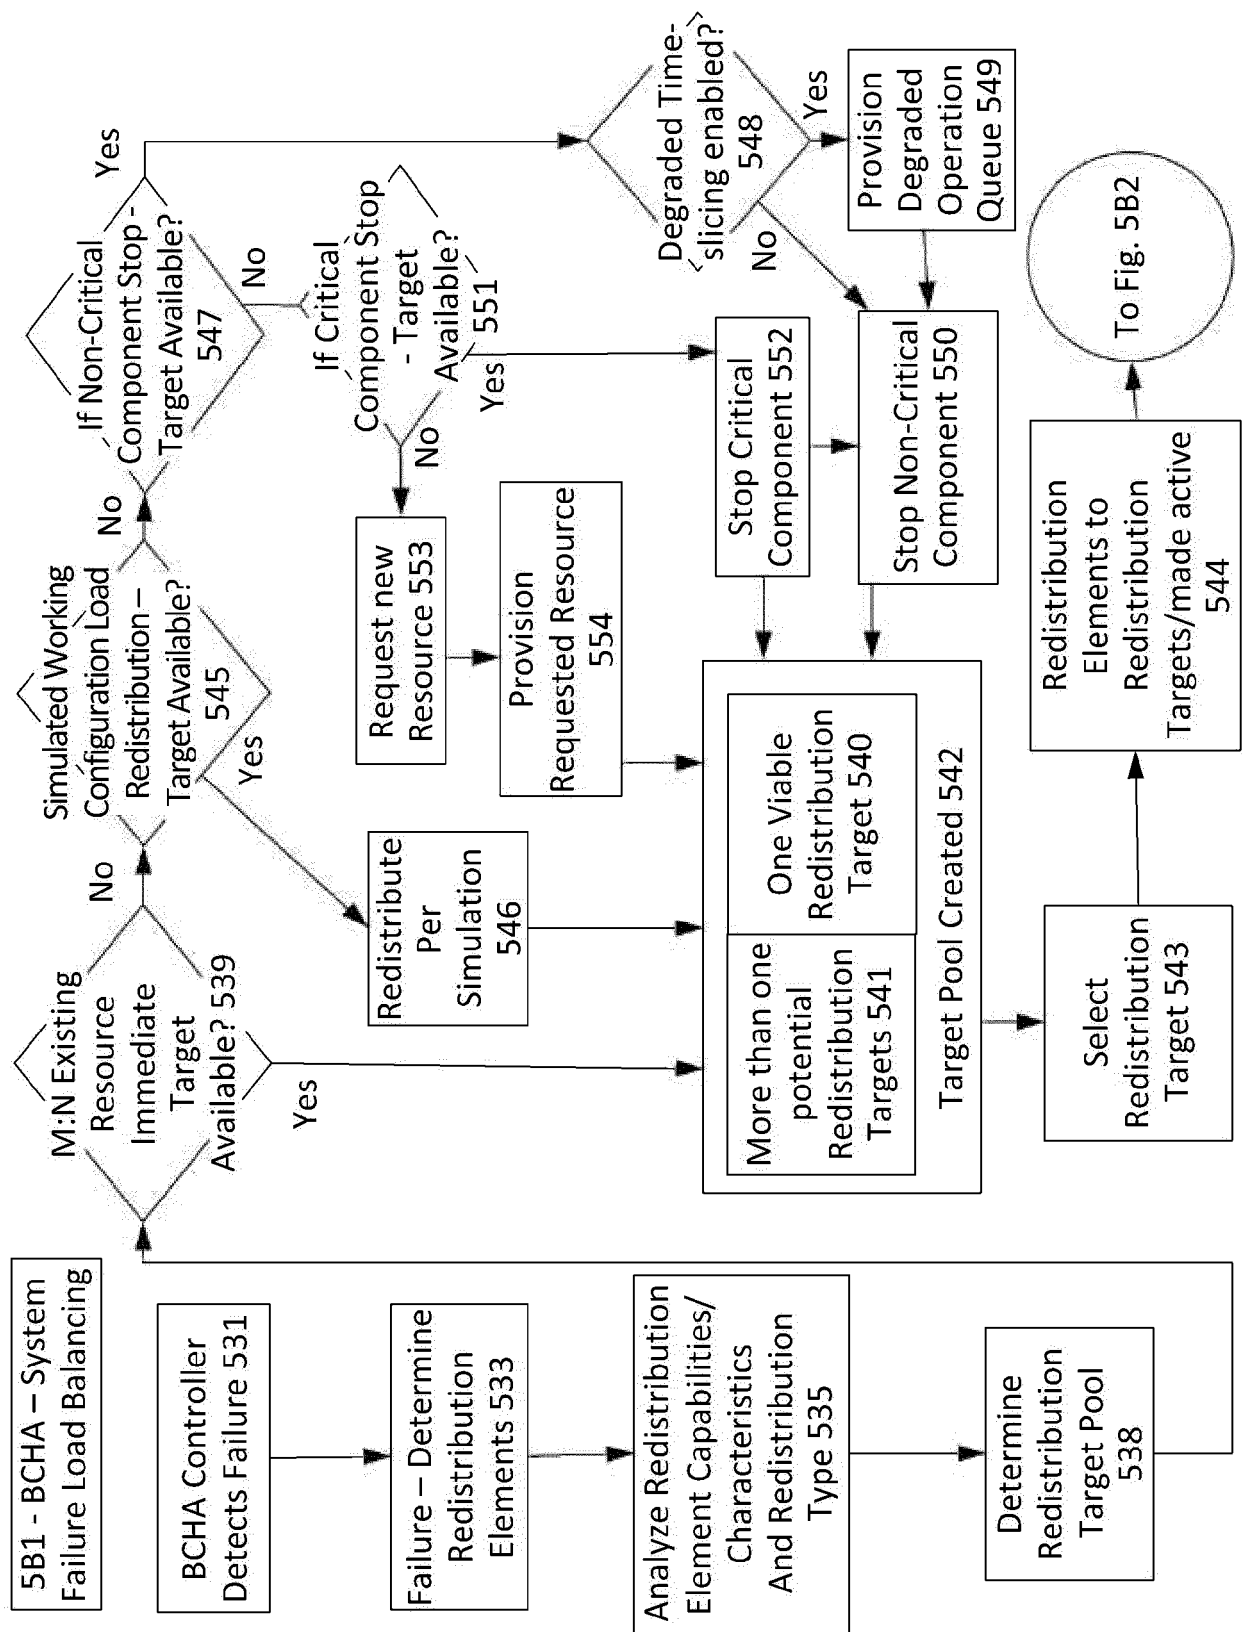 5B1 - BCHA – System
Failure Load Balancing
BCHA Controller
Detects Failure 531
Failure – Determine
Redistribution
Elements 533
Analyze Redistribution
Element Capabilities/
Characteristics
And Redistribution
Type 535
Determine
Redistribution
Target Pool
538
M:N Existing
Resource
Immediate
Target
Available? 539
No
Yes
Simulated Working
Configuration Load
Redistribution –
Target Available?
545
No
Yes
Redistribute
Per
Simulation
546
If Non-Critical
Component Stop -
Target Available?
547
Yes
No
If Critical
Component Stop
- Target
Available?
551
No
Yes
Request new
Resource 553
Provision
Requested Resource
554
Degraded Time-
slicing enabled?
548
No
Yes
Provision
Degraded
Operation
Queue 549
Stop Critical
Component 552
Stop Non-Critical
Component 550
More than one
potential
Redistribution
Targets 541
One Viable
Redistribution
Target 540
Target Pool Created 542
Select
Redistribution
Target 543
Redistribution
Elements to
Redistribution
Targets/made active
544
To Fig. 5B2